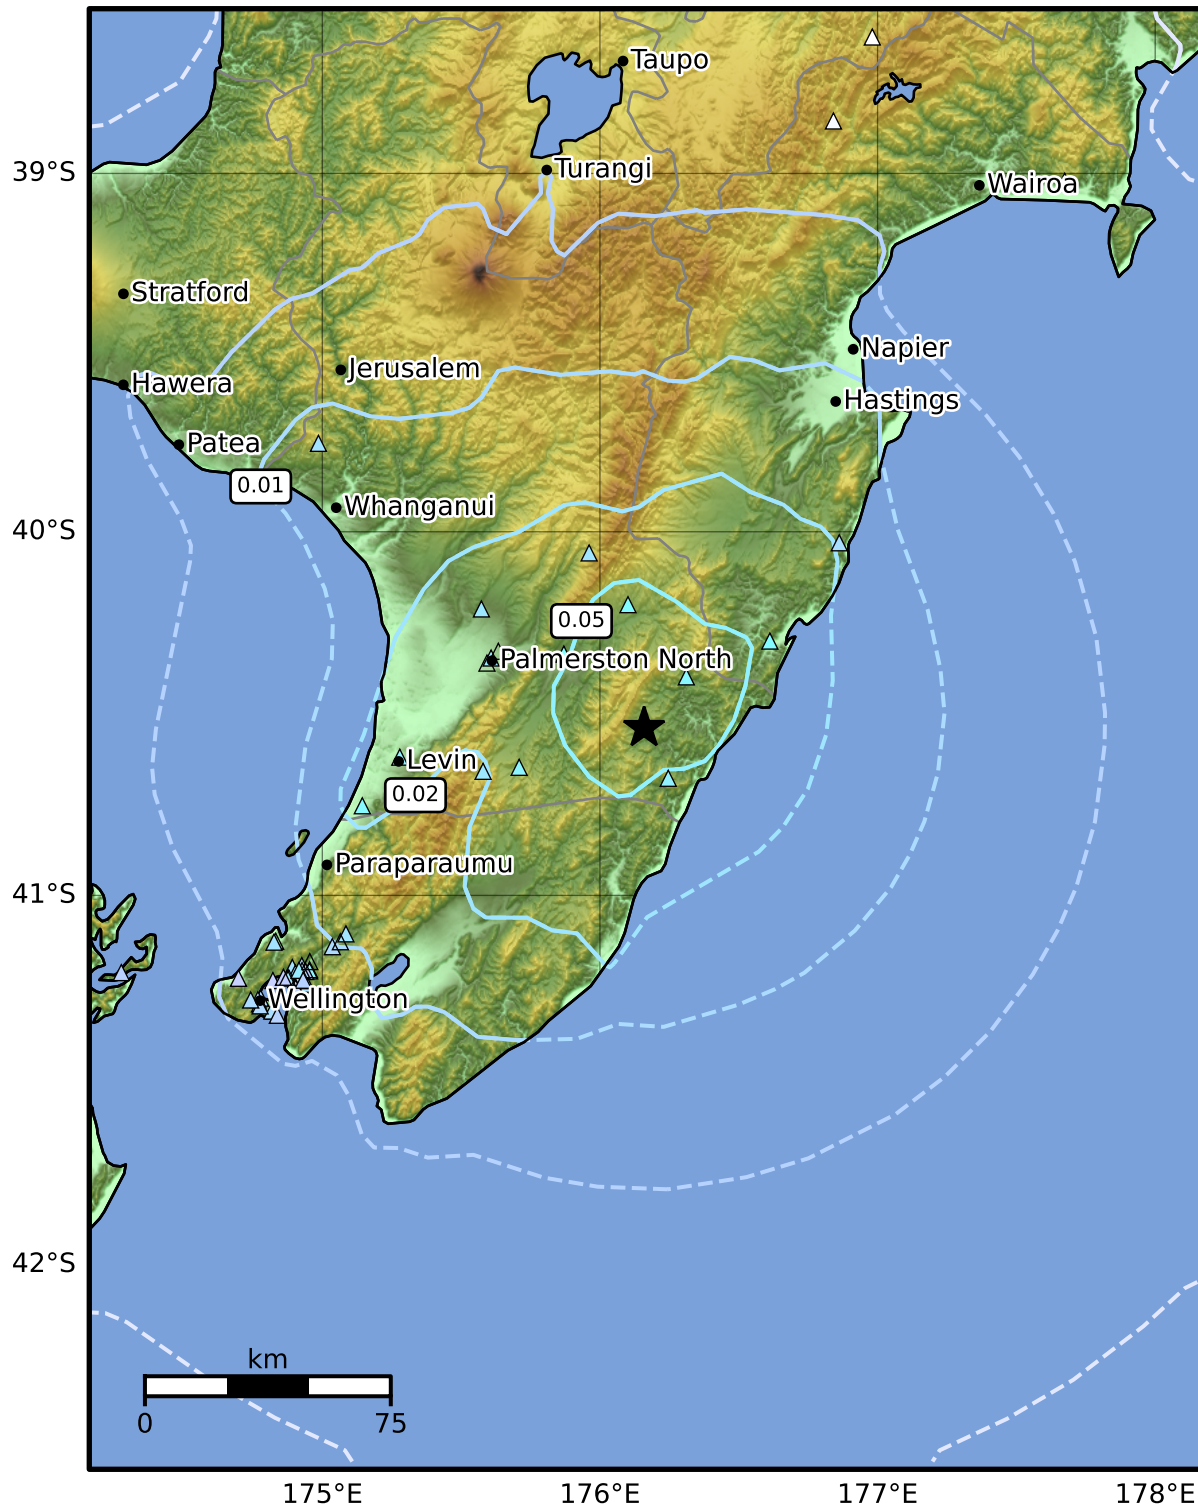 Taupo
Turangi
39°S
Wairoa
Stratford
Napier
Jerusalem
Hawera
Hastings
Patea
0.01
Whanganui
40°S
0.05
Palmerston North
Levin
0.02
Paraparaumu
41°S
Wellington
42°S
km
0
75
175°E
176°E
177°E
178°E